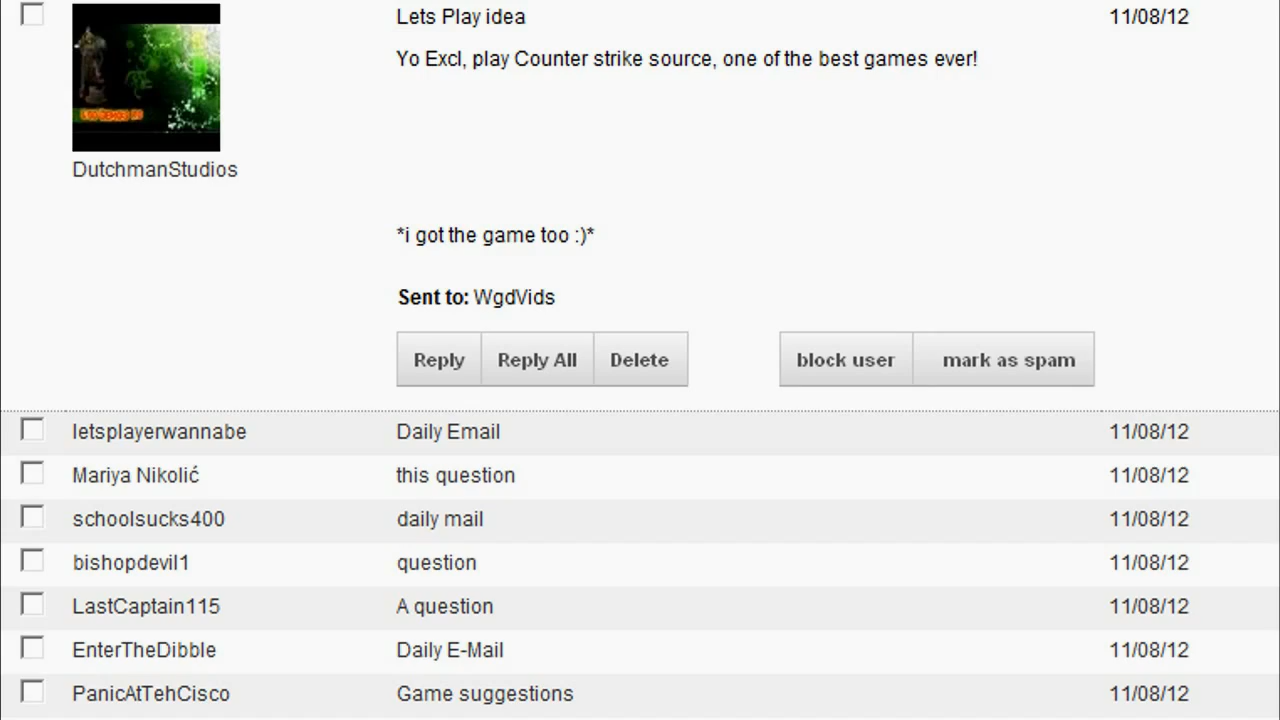 Lets Play idea 11/08/12
Yo Excl, play Counter strike source, one of the best games ever!
DutchmanStudios
*i got the game too :)*
Sent to: WgdVids
Reply Reply All Delete block user mark as spam
letsplayerwannabe Daily Email 11/08/12
Mariya Nikolić this question 11/08/12
schoolsucks400 daily mail 11/08/12
bishopdevil1 question 11/08/12
LastCaptain115 A question 11/08/12
EnterTheDibble Daily E-Mail 11/08/12
PanicAtTehCisco Game suggestions 11/08/12